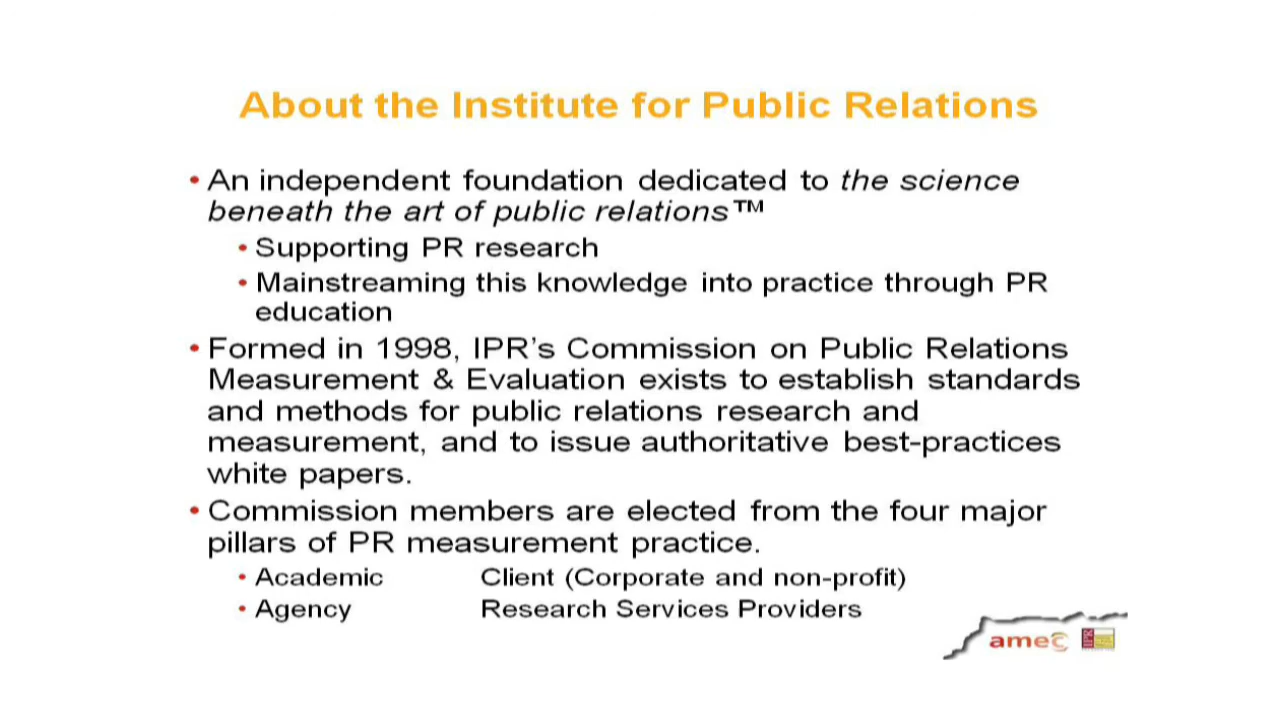 About the Institute for Public Relations
• An independent foundation dedicated to the science
beneath the art of public relations™
• Supporting PR research
• Mainstreaming this knowledge into practice through PR
education
• Formed in 1998, IPR's Commission on Public Relations
Measurement & Evaluation exists to establish standards
and methods for public relations research and
measurement, and to issue authoritative best-practices
white papers.
• Commission members are elected from the four major
pillars of PR measurement practice.
• Academic Client (Corporate and non-profit)
• Agency Research Services Providers
amec IPR